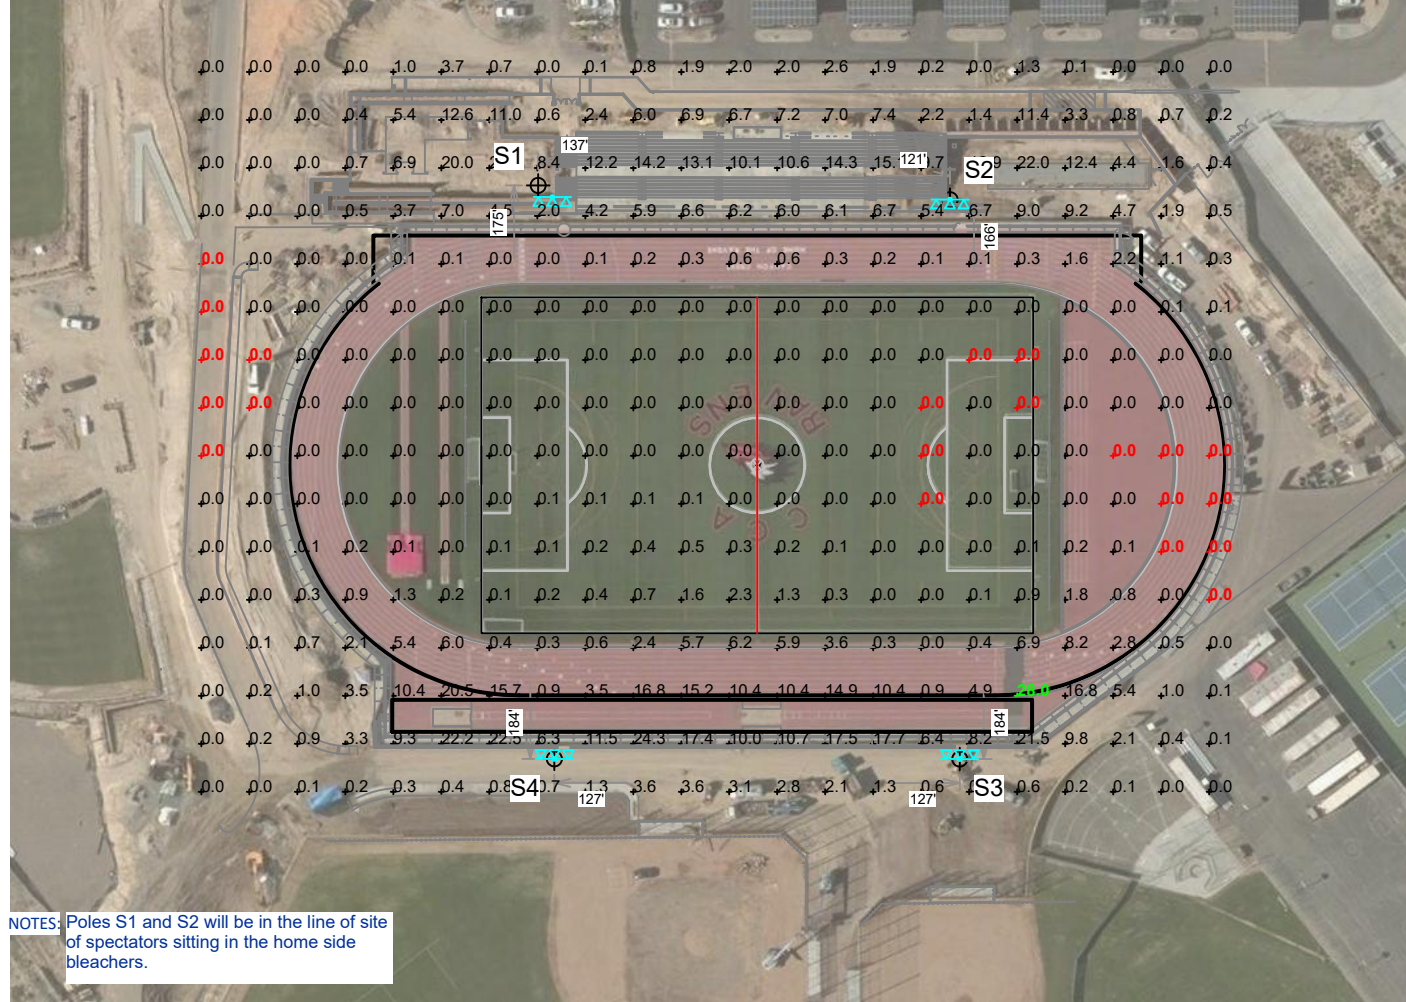 0.0 0.0 0.0 0.0 1.0 3.7 0.7 0.0 0.1 0.8 1.9 2.0 2.0 2.6 1.9 0.2 0.0 1.3 0.1 0.0 0.0 0.0
0.0 0.0 0.0 0.4 5.4 12.6 11.0 0.6 2.4 6.0 6.9 6.7 7.2 7.0 7.4 2.2 1.4 11.4 3.3 0.8 0.7 0.2
S1 137' 121' S2
0.0 0.0 0.0 0.7 6.9 20.0 8.4 12.2 14.2 13.1 10.1 10.6 14.3 22.0 12.4 4.4 1.6 0.4
0.0 0.0 0.0 0.5 3.7 7.0 2.0 4.2 5.9 6.6 6.2 6.0 6.1 6.7 5.4 6.7 9.0 9.2 4.7 1.9 0.5
175' 166'
HOME OF THE RAVENS
0.0 0.0 0.0 0.0 0.1 0.1 0.0 0.0 0.1 0.2 0.3 0.6 0.6 0.3 0.2 0.1 0.1 0.3 1.6 2.2 1.1 0.3
0.0 0.0 0.0 0.0 0.0 0.0 0.0 0.0 0.0 0.0 0.0 0.0 0.0 0.0 0.0 0.0 0.0 0.0 0.0 0.0 0.1 0.1
0.0 0.0 0.0 0.0 0.0 0.0 0.0 0.0 0.0 0.0 0.0 0.0 0.0 0.0 0.0 0.0 0.0 0.0 0.0 0.0 0.0 0.0
0.0 0.0 0.0 0.0 0.0 0.0 0.0 0.0 0.0 0.0 0.0 0.0 0.0 0.0 0.0 0.0 0.0 0.0 0.0 0.0 0.0 0.0
RAVENS
0.0 0.0 0.0 0.0 0.0 0.0 0.0 0.0 0.0 0.0 0.0 0.0 0.0 0.0 0.0 0.0 0.0 0.0 0.0 0.0 0.0 0.0
0.0 0.0 0.0 0.0 0.0 0.0 0.0 0.1 0.1 0.1 0.1 0.0 0.0 0.0 0.0 0.0 0.0 0.0 0.0 0.0 0.0 0.0
CCA
0.0 0.0 0.1 0.2 0.1 0.0 0.1 0.1 0.2 0.4 0.5 0.3 0.2 0.1 0.0 0.0 0.0 0.1 0.2 0.1 0.0 0.0
0.0 0.0 0.3 0.9 1.3 0.2 0.1 0.2 0.4 0.7 1.6 2.3 1.3 0.3 0.0 0.0 0.1 0.9 1.8 0.8 0.0 0.0
0.0 0.1 0.7 2.1 5.4 6.0 0.4 0.3 0.6 2.4 5.7 6.2 5.9 3.6 0.3 0.0 0.4 6.9 8.2 2.8 0.5 0.0
0.0 0.2 1.0 3.5 10.4 20.5 15.7 0.9 3.5 16.8 15.2 10.4 10.4 14.9 10.4 0.9 4.9 26.0 16.8 5.4 1.0 0.1
184' 184'
0.0 0.2 0.9 3.3 9.3 22.2 22.5 6.3 11.5 24.3 17.4 10.0 10.7 17.5 17.7 6.4 8.2 21.5 9.8 2.1 0.4 0.1
0.0 0.0 0.1 0.2 0.3 0.4 0.8 S4 0.7 1.3 3.6 3.6 3.1 2.8 2.1 1.3 0.6 S3 0.6 0.2 0.1 0.0 0.0
127' 127'
NOTES: Poles S1 and S2 will be in the line of site
of spectators sitting in the home side
bleachers.